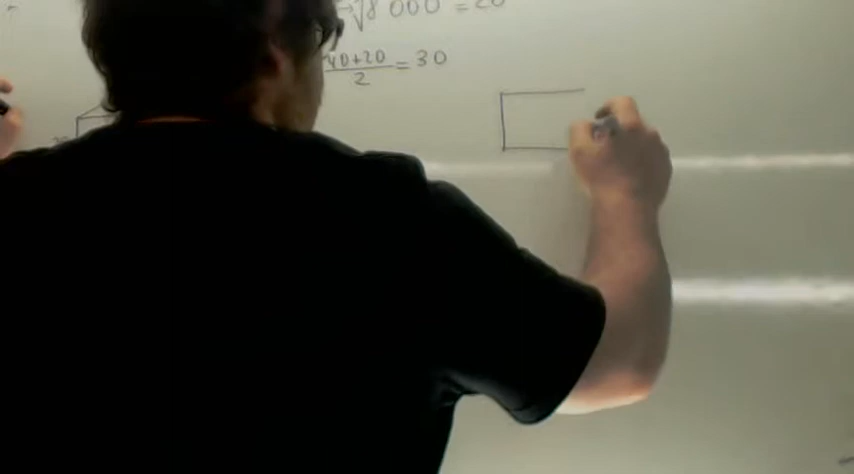 √8 000 = 20
40+20/2 = 30